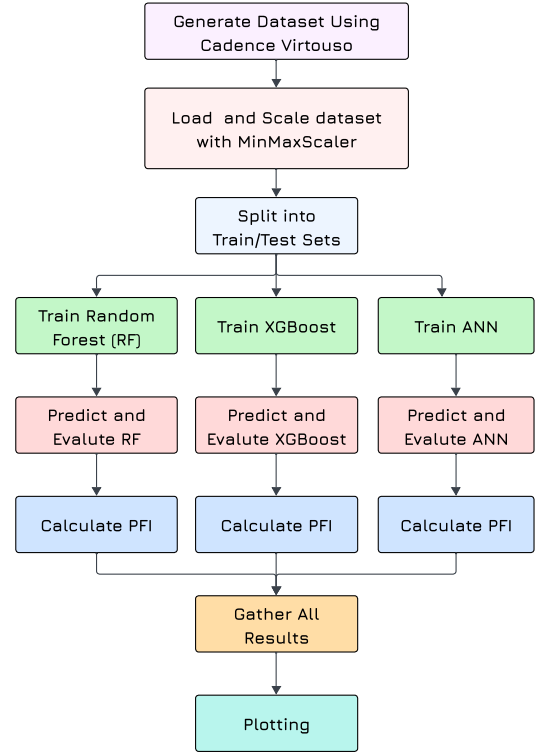 Generate Dataset Using
Cadence Virtouso
Load and Scale dataset
with MinMaxScaler
Split into
Train/Test Sets
Train Random
Forest (RF)
Train XGBoost
Train ANN
Predict and
Evalute RF
Predict and
Evalute XGBoost
Predict and
Evalute ANN
Calculate PFI
Calculate PFI
Calculate PFI
Gather All
Results
Plotting